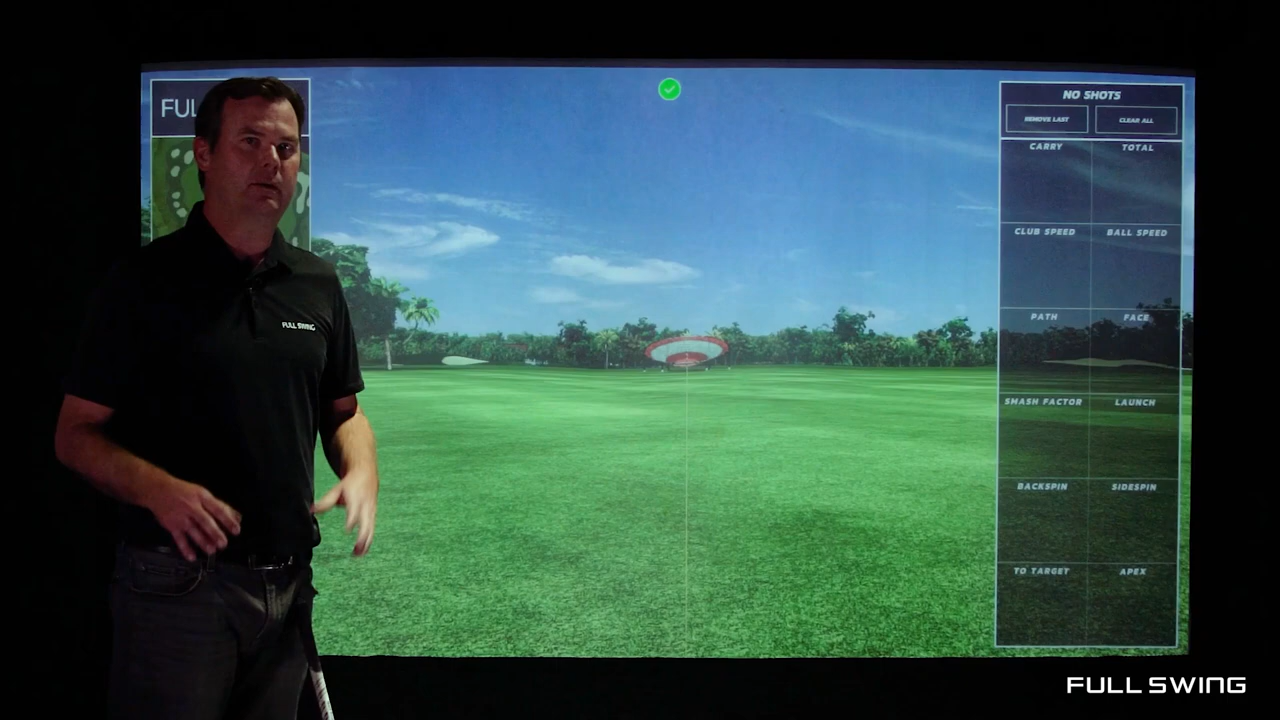 FUL
NO SHOTS
REMOVE LAST CLEAR ALL
CARRY TOTAL
CLUB SPEED BALL SPEED
PATH FACE
SMASH FACTOR LAUNCH
BACKSPIN SIDESPIN
TO TARGET APEX
FULL SWING
FULL SWING